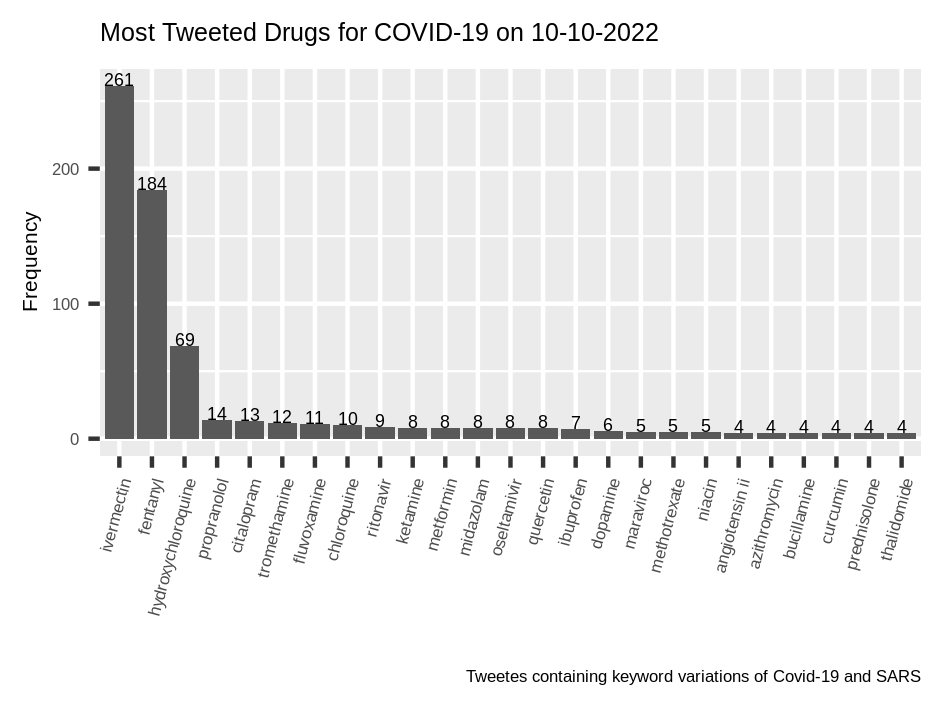 Most Tweeted Drugs for COVID-19 on 10-10-2022
Frequency
200
100
0
261
184
69
14
13
12
11
10
9
8
8
8
8
8
7
6
5
5
5
4
4
4
4
4
4
ivermectin
fentanyl
hydroxychloroquine
propranolol
citalopram
tromethamine
fluvoxamine
chloroquine
ritonavir
ketamine
metformin
midazolam
oseltamivir
quercetin
ibuprofen
dopamine
maraviroc
methotrexate
niacin
angiotensin ii
azithromycin
bucillamine
curcumin
prednisolone
thalidomide
Tweetes containing keyword variations of Covid-19 and SARS